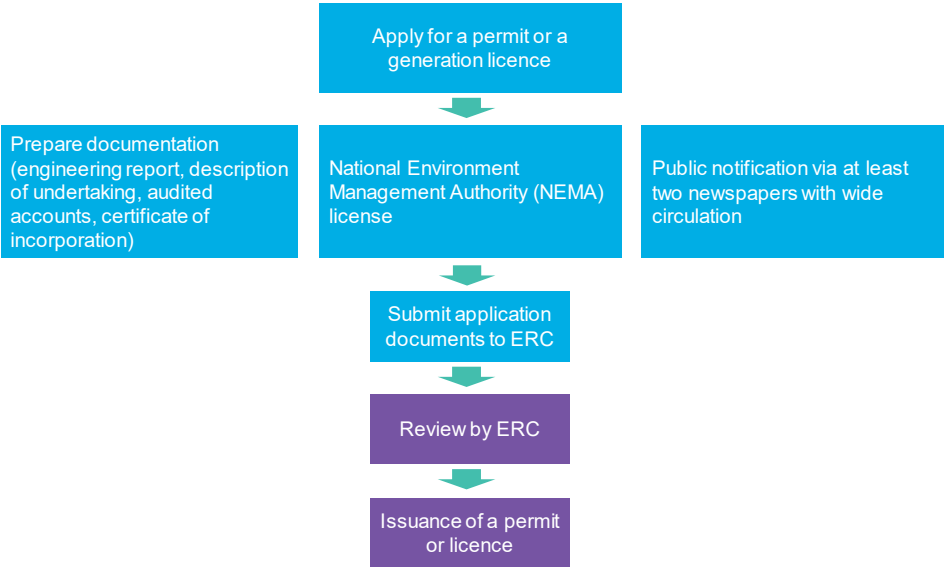 Apply for a permit or a
generation licence
Prepare documentation
(engineering report, description
of undertaking, audited
accounts, certificate of
incorporation)
National Environment
Management Authority (NEMA)
license
Public notification via at least
two newspapers with wide
circulation
Submit application
documents to ERC
Review by ERC
Issuance of a permit
or licence